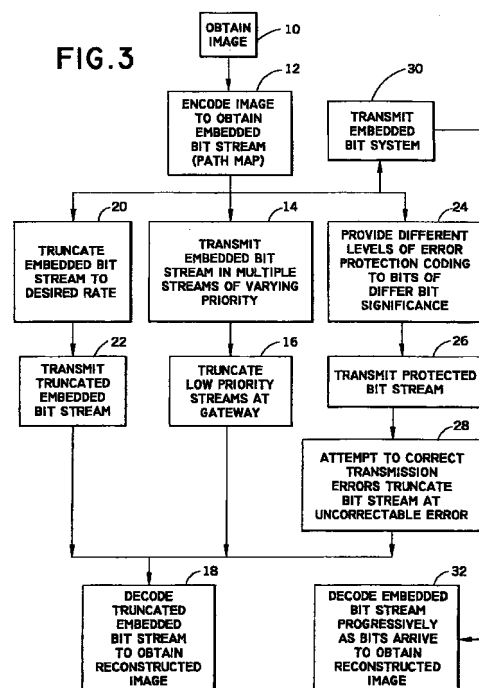 FIG.3
OBTAIN
IMAGE
10
ENCODE IMAGE
TO OBTAIN
EMBEDDED
BIT STREAM
(PATH MAP)
12
TRANSMIT
EMBEDDED
BIT SYSTEM
30
TRUNCATE
EMBEDDED BIT
STREAM TO
DESIRED RATE
20
TRANSMIT
EMBEDDED BIT
STREAM IN MULTIPLE
STREAMS OF VARYING
PRIORITY
14
PROVIDE DIFFERENT
LEVELS OF ERROR
PROTECTION CODING
TO BITS OF
DIFFER BIT
SIGNIFICANCE
24
TRANSMIT
TRUNCATED
EMBEDDED
BIT STREAM
22
TRUNCATE
LOW PRIORITY
STREAMS AT
GATEWAY
16
TRANSMIT PROTECTED
BIT STREAM
26
ATTEMPT TO CORRECT
TRANSMISSION
ERRORS TRUNCATE
BIT STREAM AT
UNCORRECTABLE ERROR
28
DECODE
TRUNCATED
EMBEDDED
BIT STREAM
TO OBTAIN
RECONSTRUCTED
IMAGE
18
DECODE EMBEDDED
BIT STREAM
PROGRESSIVELY
AS BITS ARRIVE
TO OBTAIN
RECONSTRUCTED
IMAGE
32